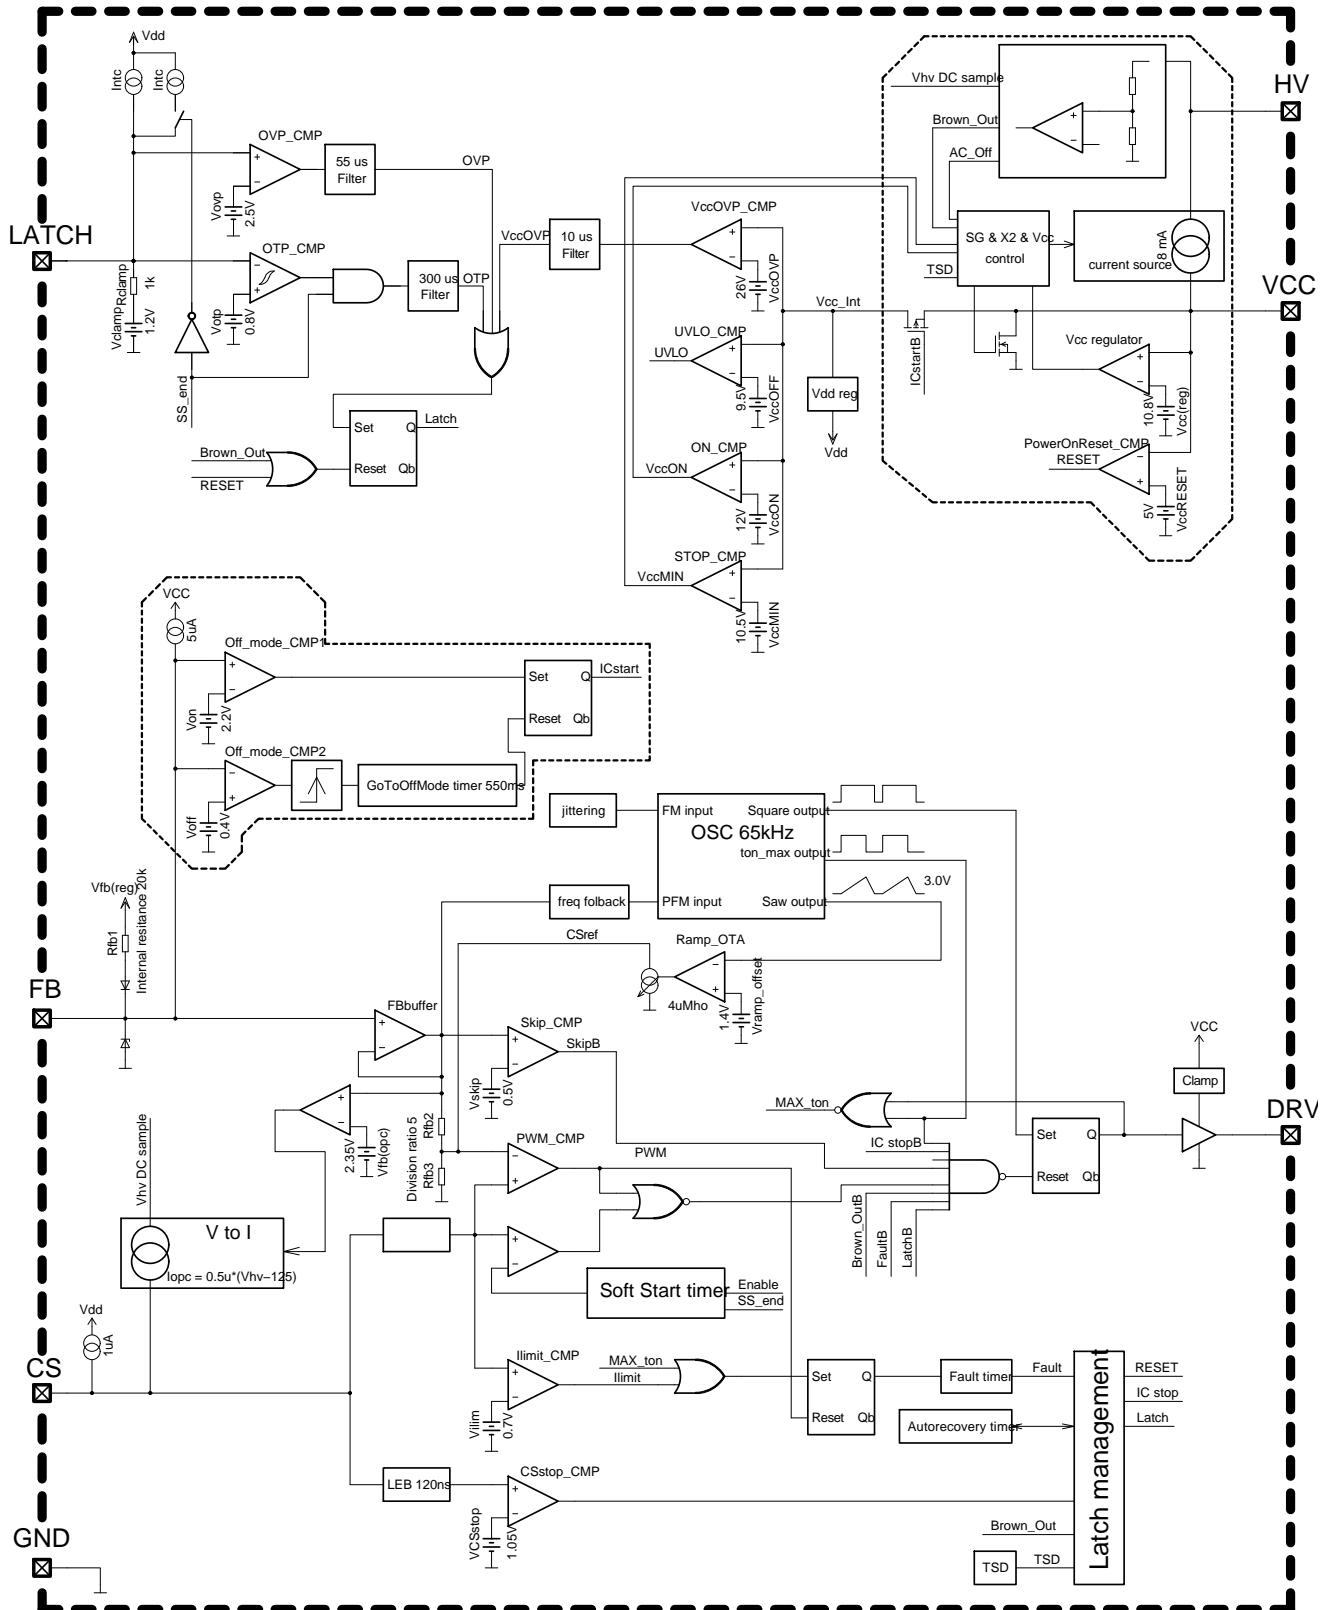 Vdd
Intc
Intc
OVP_CMP
55 us
Filter
OVP
Vovp
2.5V
LATCH
OTP_CMP
Rclamp
1k
Vclamp
1.2V
Votp
0.8V
300 us
Filter
OTP
SS_end
Set
Q
Latch
Reset
Qb
Brown_Out
RESET
VccOVP
10 us
Filter
VccOVP_CMP
26V
VccOVP
UVLO_CMP
UVLO
9.5V
VccOFF
ON_CMP
VccON
12V
VccON
STOP_CMP
VccMIN
10.5V
VccMIN
Vcc_Int
Vdd reg
Vdd
Vhv DC sample
Brown_Out
AC_Off
HV
SG & X2 & Vcc
control
TSD
8 mA
current source
VCC
ICstartB
Vcc regulator
10.8V
Vcc(reg)
PowerOnReset_CMP
RESET
5V
VccRESET
VCC
5uA
Off_mode_CMP1
Von
2.2V
Set
Q
ICstart
Reset
Qb
Off_mode_CMP2
GoToOffMode timer 550ms
Voff
0.4V
jittering
FM input
Square output
OSC 65kHz
ton_max output
freq folback
PFM input
Saw output
3.0V
Vfb(reg)
Rfb1
Internal resitance 20k
CSref
Ramp_OTA
4uMho
1.4V
Vramp_offset
FB
FBbuffer
Skip_CMP
SkipB
Vskip
0.5V
VCC
Clamp
DRV
MAX_ton
2.35V
Vfb(opc)
Division ratio 5
Rfb2
Rfb3
PWM_CMP
PWM
IC stopB
Set
Q
Reset
Qb
Brown_OutB
FaultB
LatchB
Vhv DC sample
V to I
Iopc = 0.5u*(Vhv−125)
Soft Start timer
Enable
SS_end
Vdd
1uA
CS
Ilimit_CMP
MAX_ton
Ilimit
Vilim
0.7V
Set
Q
Reset
Qb
Fault timer
Fault
Autorecovery timer
Latch management
RESET
IC stop
Latch
LEB 120ns
CSstop_CMP
VCSstop
1.05V
Brown_Out
TSD
TSD
GND